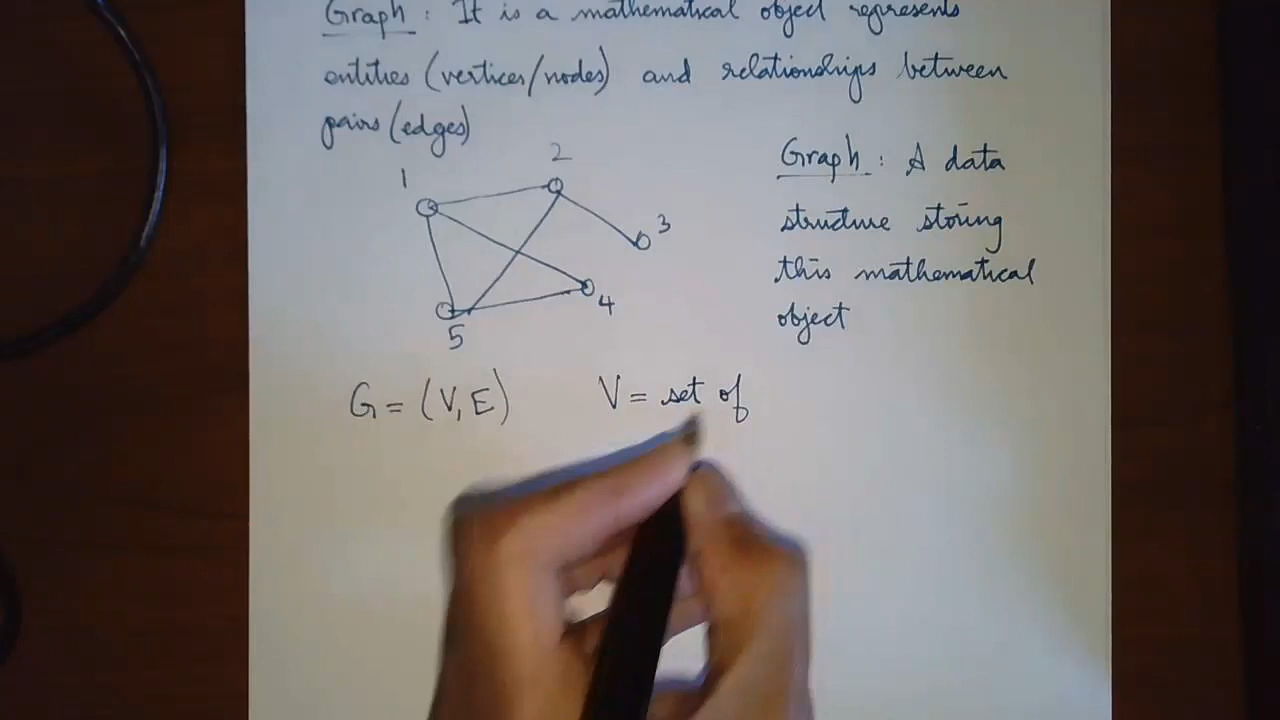 Graph : It is a mathematical object represents
entities (vertices/nodes) and relationships between
pairs (edges)
1
2
3
4
5
Graph : A data
structure storing
this mathematical
object
G = (V, E)
V = set of